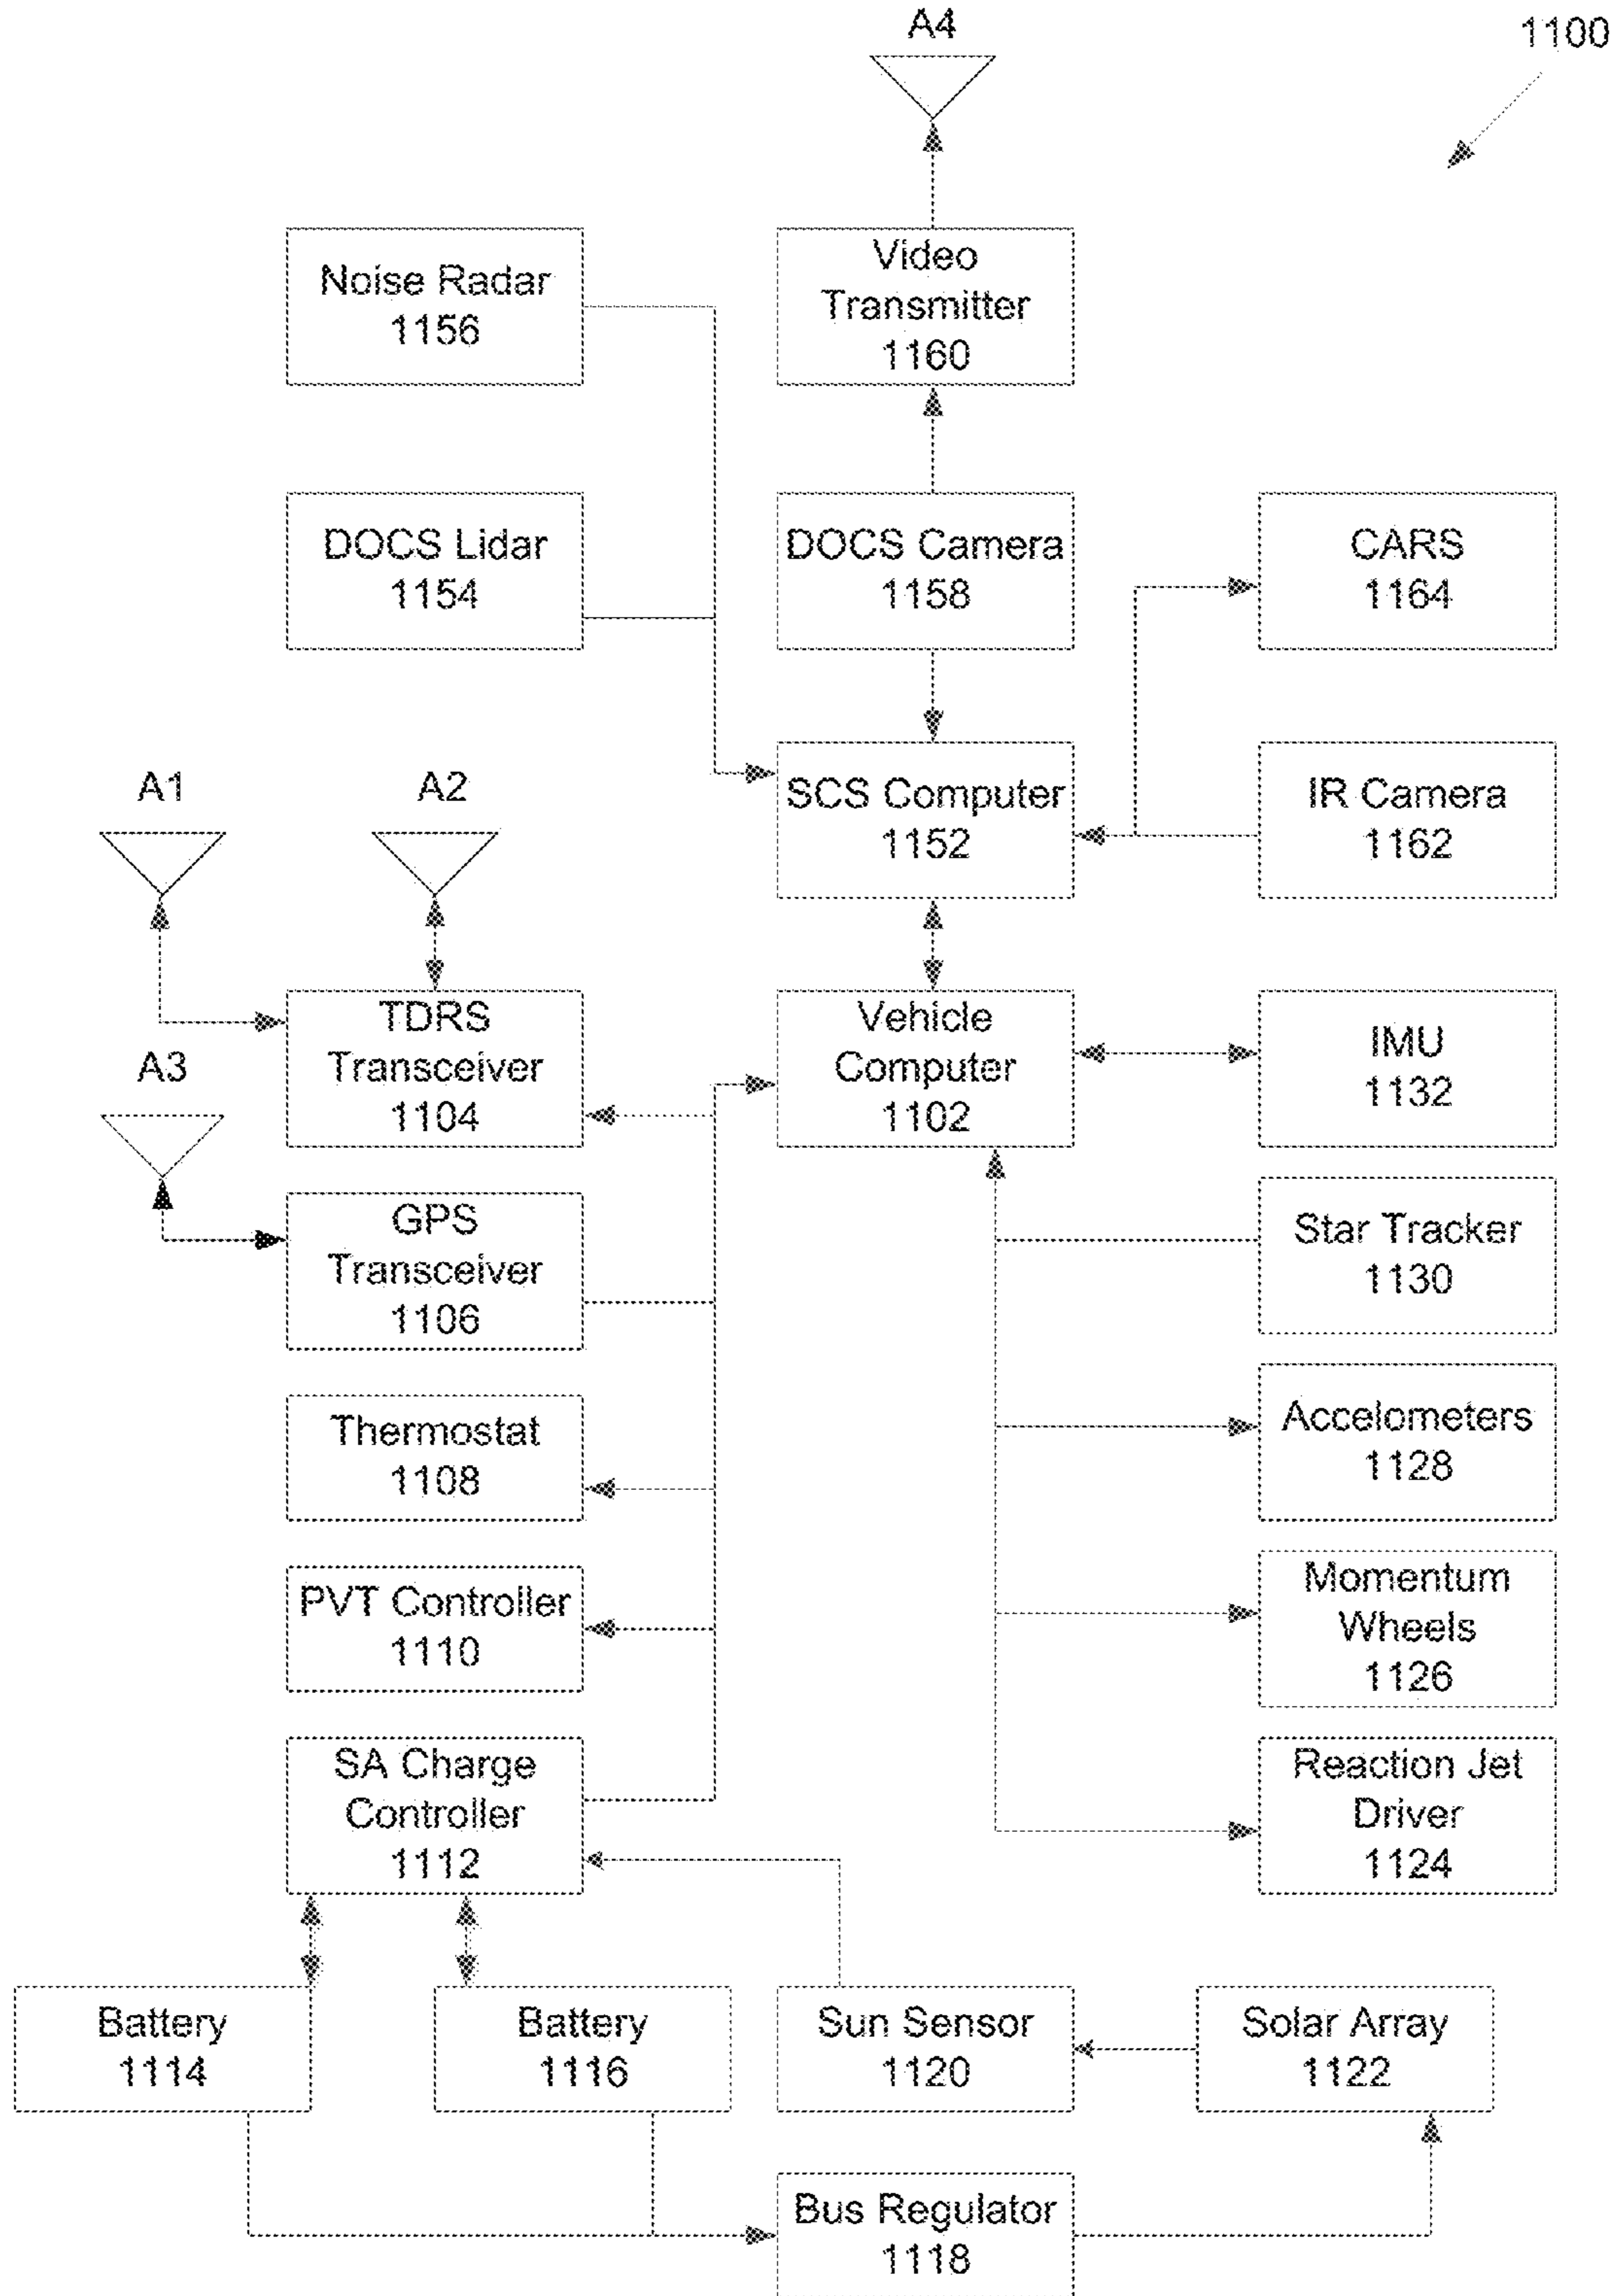 A4
1100
Noise Radar
1156
Video
Transmitter
1160
DOCS Lidar
1154
DOCS Camera
1158
CARS
1164
A1
A2
SCS Computer
1152
IR Camera
1162
TDRS
Transceiver
1104
Vehicle
Computer
1102
IMU
1132
A3
GPS
Transceiver
1106
Star Tracker
1130
Thermostat
1108
Accelometers
1128
PVT Controller
1110
Momentum
Wheels
1126
SA Charge
Controller
1112
Reaction Jet
Driver
1124
Battery
1114
Battery
1116
Sun Sensor
1120
Solar Array
1122
Bus Regulator
1118